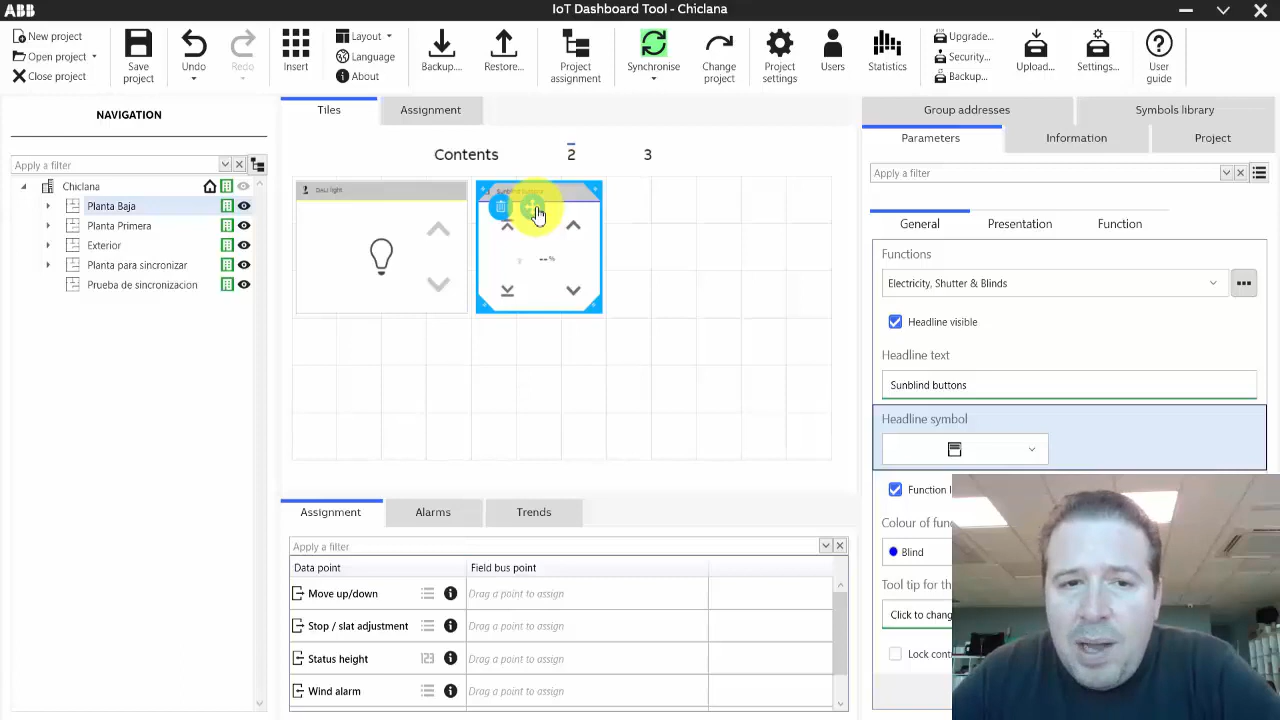 ABB
IoT Dashboard Tool - Chiclana
New project
Open project
Close project
Save project
Undo
Redo
Insert
Layout
Language
About
Backup...
Restore...
Project assignment
Synchronise
Change project
Project settings
Users
Statistics
Upgrade...
Security...
Backup...
Upload...
Settings...
User guide
NAVIGATION
Apply a filter
Chiclana
Planta Baja
Planta Primera
Exterior
Planta para sincronizar
Prueba de sincronizacion
Tiles
Assignment
Contents 2 3
DALI light
Sunblind buttons
--%
Assignment
Alarms
Trends
Apply a filter
Data point
Field bus point
Move up/down
Drag a point to assign
Stop / slat adjustment
Drag a point to assign
Status height
123
Drag a point to assign
Wind alarm
Drag a point to assign
Group addresses
Symbols library
Parameters
Information
Project
Apply a filter
General
Presentation
Function
Functions
Electricity, Shutter & Blinds
Headline visible
Headline text
Sunblind buttons
Headline symbol
Function l
Colour of func
Blind
Tool tip for th
Click to chang
Lock cont